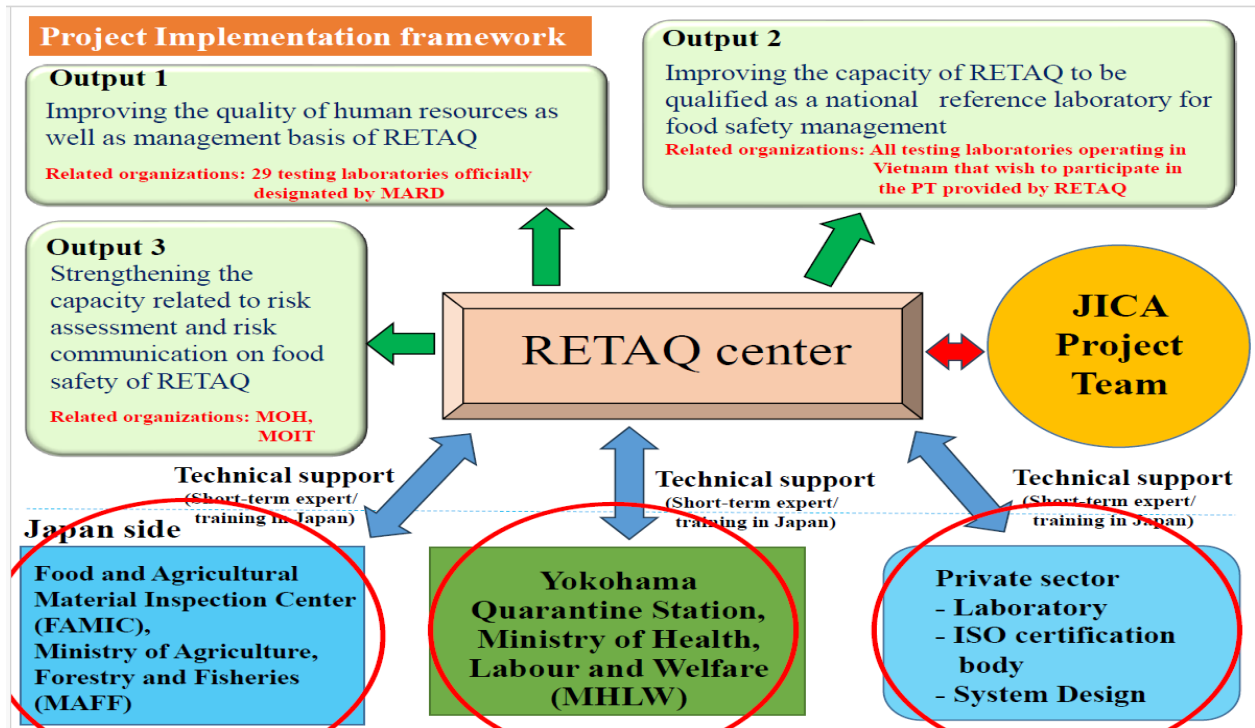 Project Implementation framework
Output 1
Improving the quality of human resources as
well as management basis of RETAQ
Related organizations: 29 testing laboratories officially
designated by MARD
Output 2
Improving the capacity of RETAQ to be
qualified as a national reference laboratory for
food safety management
Related organizations: All testing laboratories operating in
Vietnam that wish to participate in
the PT provided by RETAQ
Output 3
Strengthening the
capacity related to risk
assessment and risk
communication on food
safety of RETAQ
Related organizations: MOH,
MOIT
RETAQ center
JICA
Project
Team
Technical support
(Short-term expert/
training in Japan)
Technical support
(Short-term expert/
training in Japan)
Technical support
(Short-term expert/
training in Japan)
Japan side
Food and Agricultural
Material Inspection Center
(FAMIC),
Ministry of Agriculture,
Forestry and Fisheries
(MAFF)
Yokohama
Quarantine Station,
Ministry of Health,
Labour and Welfare
(MHLW)
Private sector
- Laboratory
- ISO certification
body
- System Design